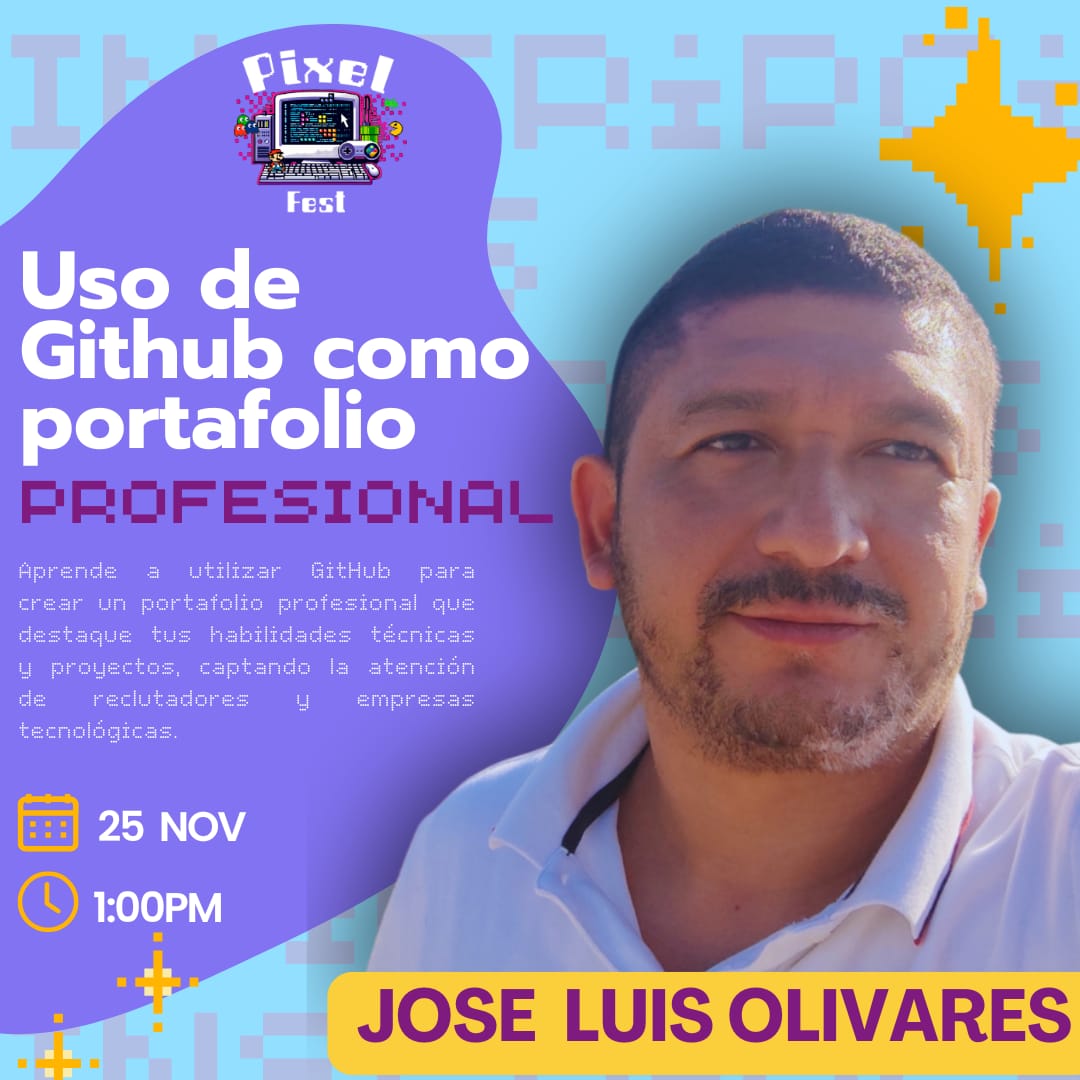 Pixel
Fest
Uso de
Github como
portafolio
PROFESIONAL
Aprende a utilizar GitHub para
crear un portafolio profesional que
destaque tus habilidades técnicas
y proyectos, captando la atención
de reclutadores y empresas
tecnológicas.
25 NOV
1:00PM
JOSE LUIS OLIVARES